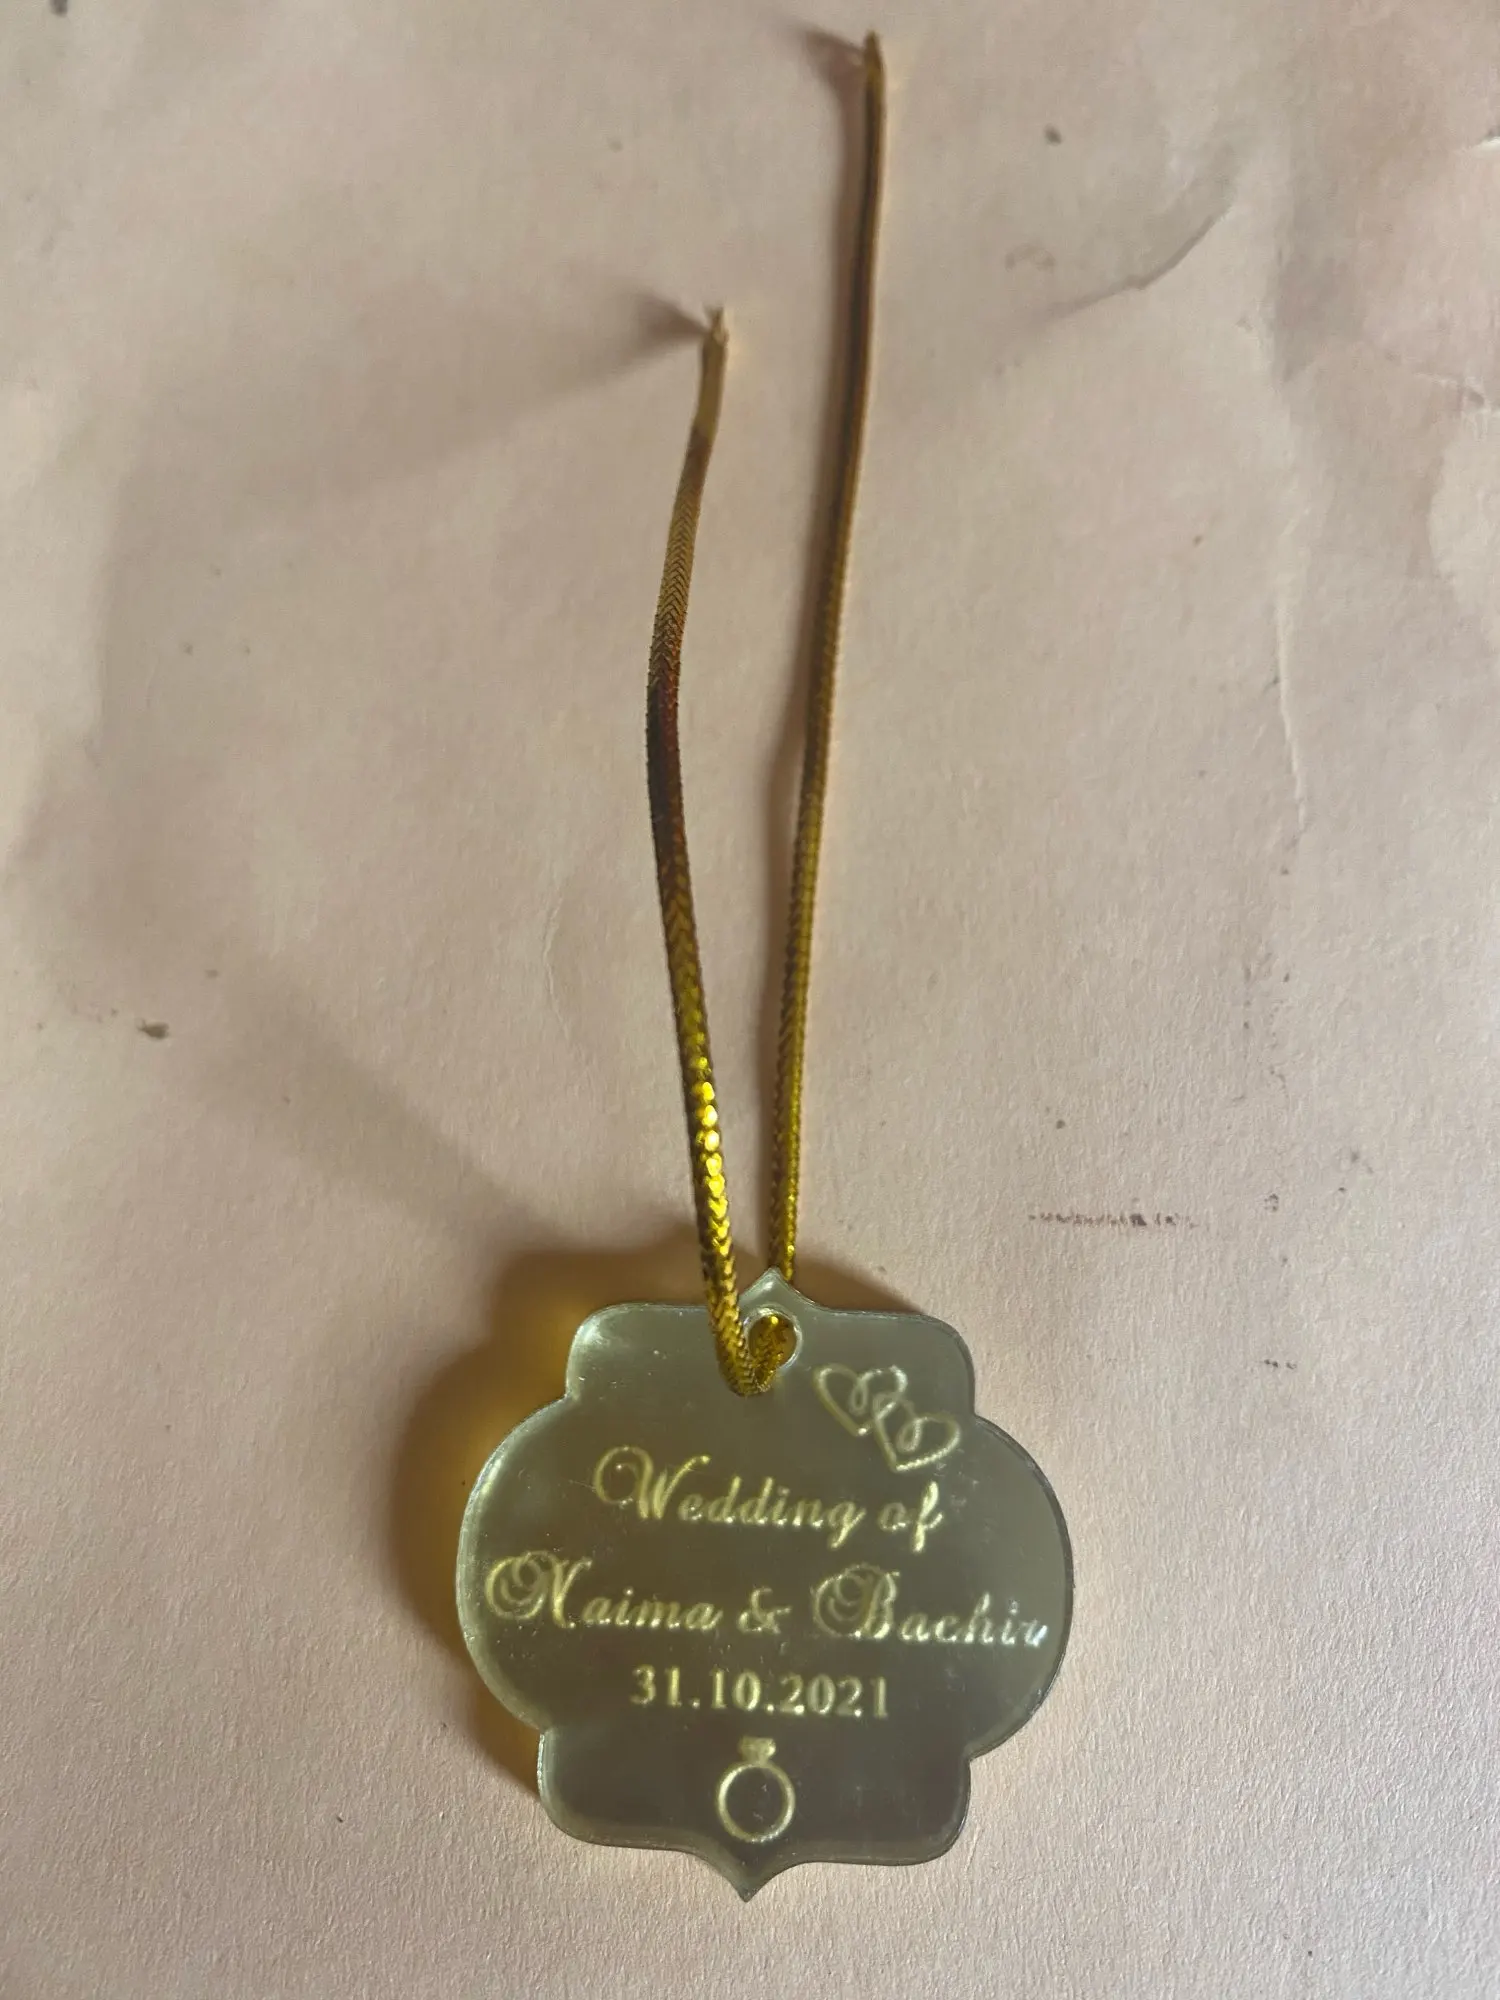 Wedding of
Naima & Bachir
31.10.2021